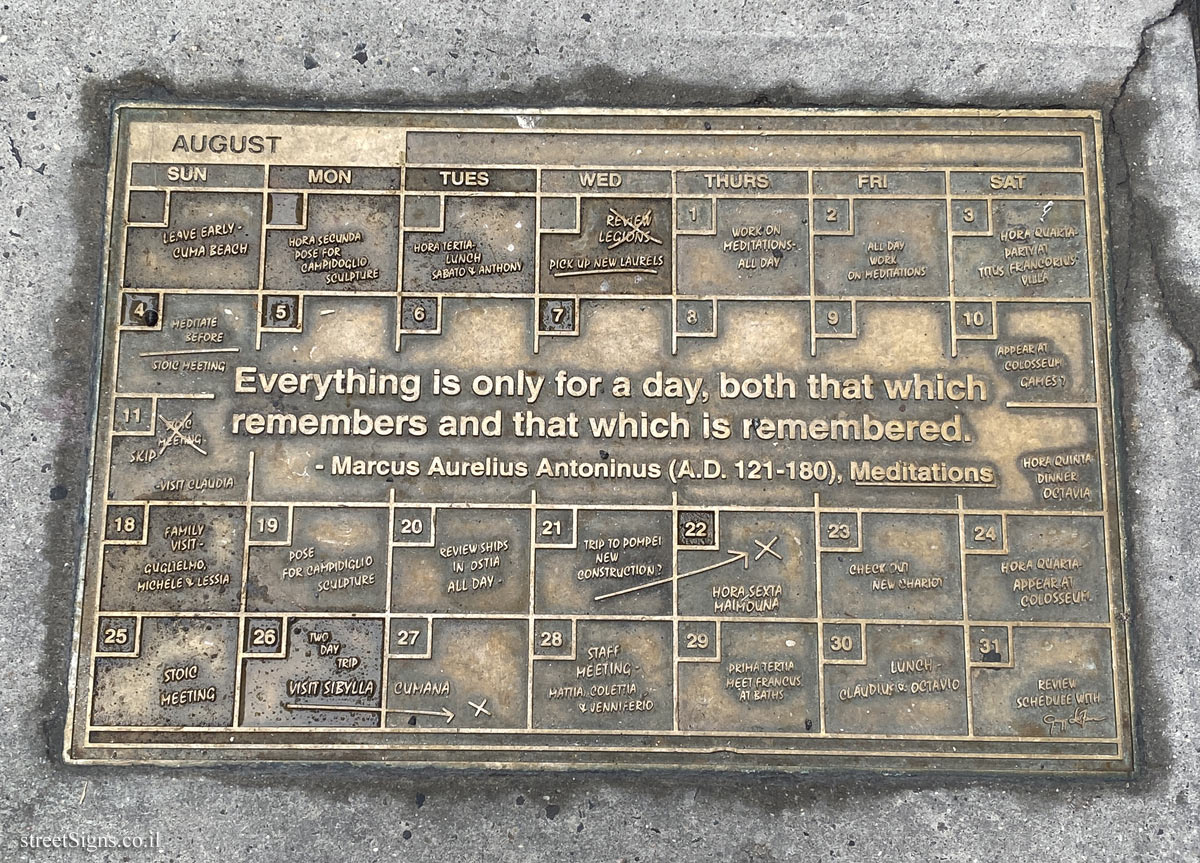 AUGUST
SUN MON TUES WED THURS FRI SAT
LEAVE EARLY -
CUMA BEACH
HORA SECUNDA
POSE FOR
CAMPIDOGLIO
SCULPTURE
HORA TERTIA-
LUNCH
SABATO & ANTHONY
REVIEW
LEGIONS
PICK UP NEW LAURELS
1
WORK ON
MEDITATIONS-
ALL DAY
2
ALL DAY
WORK
ON MEDITATIONS
3
HORA QUARTA-
PARTY AT
TITUS FRANCORIUS'
VILLA
4
MEDITATE
BEFORE
STOIC MEETING
5
6
7
8
9
10
APPEAR AT
COLOSSEUM
GAMES?
Everything is only for a day, both that which
remembers and that which is remembered.
- Marcus Aurelius Antoninus (A.D. 121-180), Meditations
11
STOIC
MEETING
SKIP
-VISIT CLAUDIA
HORA QUINTA-
DINNER
OCTAVIA
18
FAMILY
VISIT -
GUGLIELMO,
MICHELE & LESSIA
19
POSE
FOR CAMPIDIGLIO
SCULPTURE
20
REVIEW SHIPS
IN OSTIA
ALL DAY -
21
TRIP TO POMPEI
NEW
CONSTRUCTION?
22
HORA SEXTA
MAIMOUNA
23
CHECK OUT
NEW CHARIOT
24
HORA QUARTA-
APPEAR AT
COLOSSEUM.
25
STOIC
MEETING
26
TWO
DAY
TRIP
VISIT SIBYLLA
27
CUMANA
28
STAFF
MEETING -
MATTIA, COLETTIA
& JENNIFERIO
29
PRIMA TERTIA
MEET FRANCUS
AT BATHS
30
LUNCH -
CLAUDIUS & OCTAVIO
31
REVIEW
SCHEDULE WITH
streetSigns.co.il